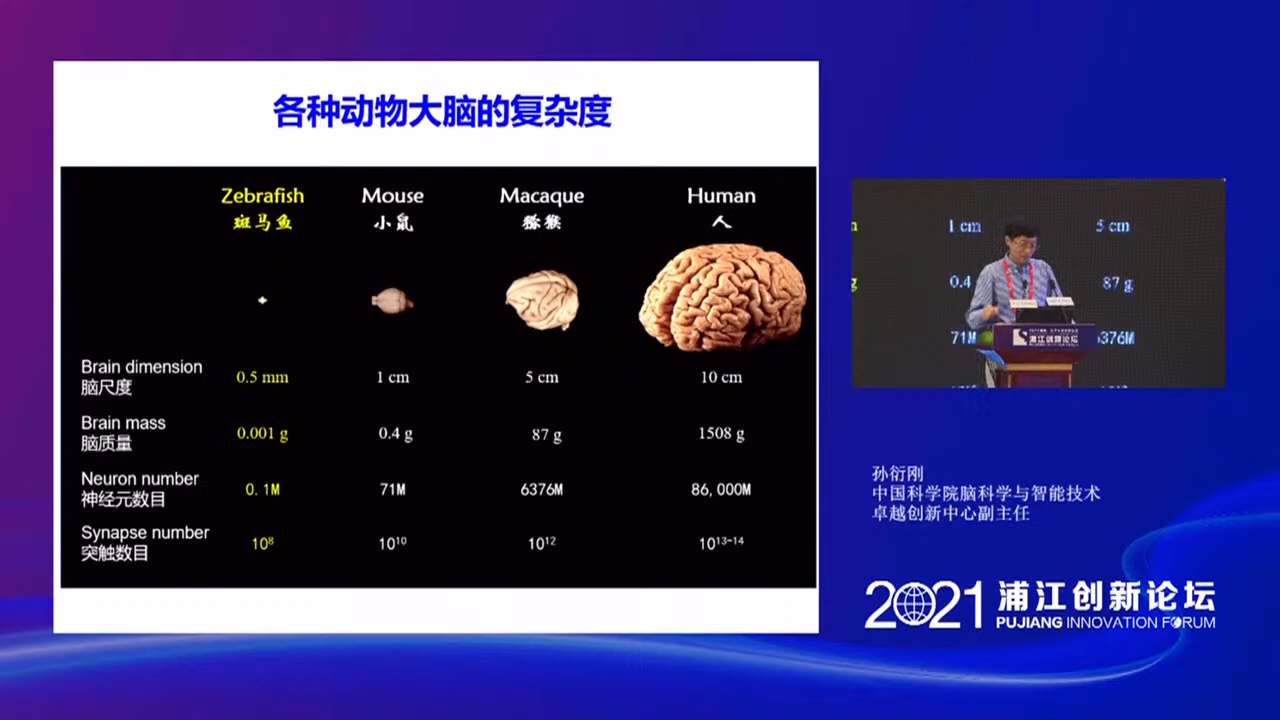 各种动物大脑的复杂度
Zebrafish Mouse Macaque Human
斑马鱼 小鼠 猕猴 人
Brain dimension
脑尺度
0.5 mm 1 cm 5 cm 10 cm
Brain mass
脑质量
0.001 g 0.4 g 87 g 1508 g
Neuron number
神经元数目
0.1M 71M 6376M 86,000M
Synapse number
突触数目
10⁸ 10¹⁰ 10¹² 10¹³⁻¹⁴
1 cm 5 cm
0.4 87 g
71M 6376M
浦江创新论坛
孙衍刚
中国科学院脑科学与智能技术
卓越创新中心副主任
2021 浦江创新论坛
PUJIANG INNOVATION FORUM